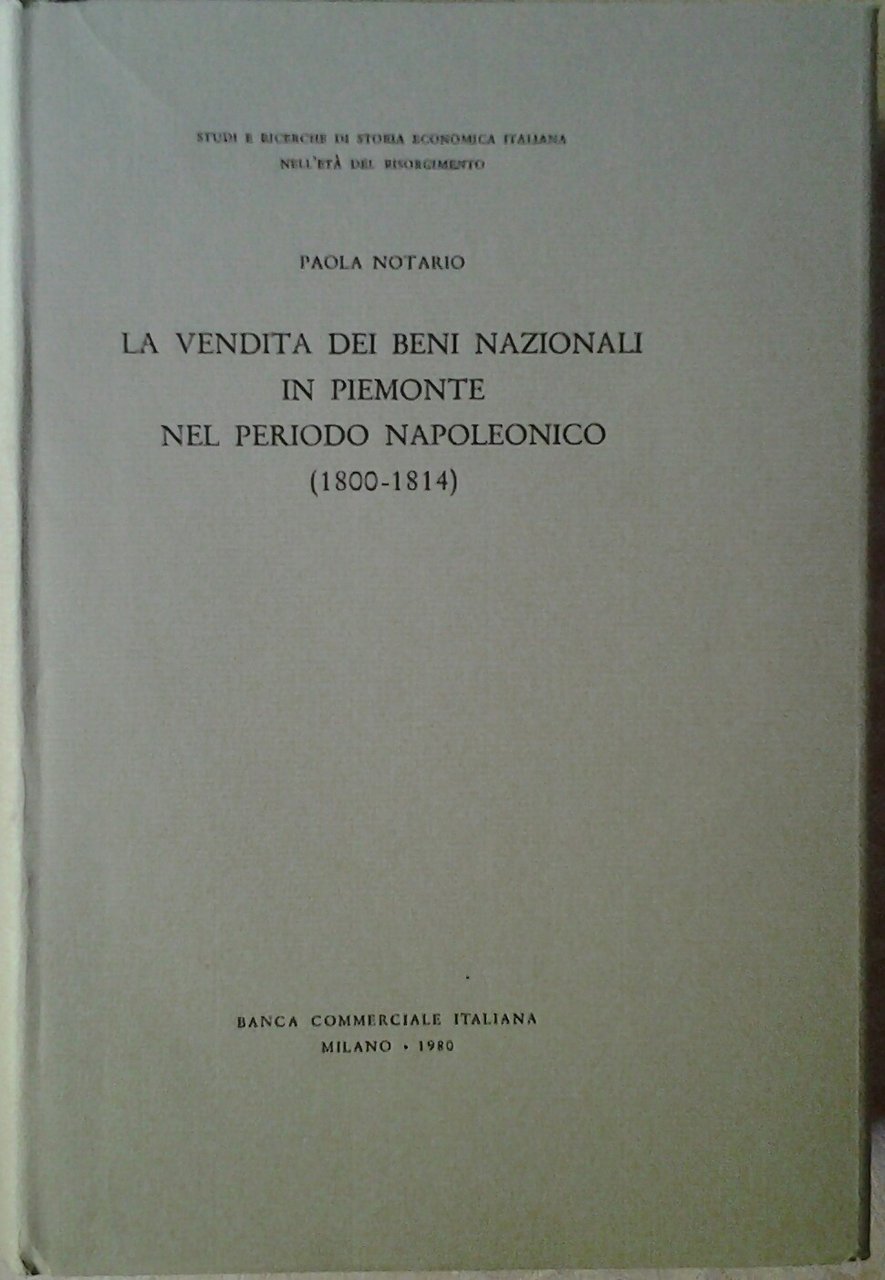 STUDI E RICERCHE DI STORIA ECONOMICA ITALIANA
NELL'ETÀ DEL RISORGIMENTO
PAOLA NOTARIO
LA VENDITA DEI BENI NAZIONALI
IN PIEMONTE
NEL PERIODO NAPOLEONICO
(1800-1814)
BANCA COMMERCIALE ITALIANA
MILANO • 1980